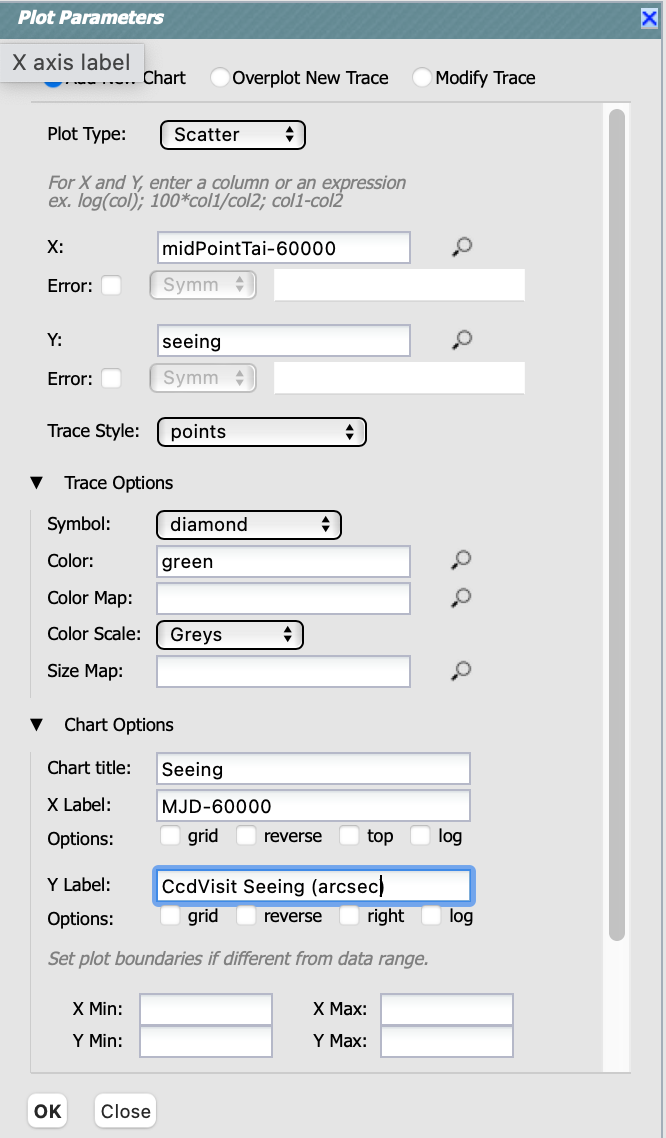 Plot Parameters
X axis label
Add New Chart Overplot New Trace Modify Trace
Plot Type: Scatter
For X and Y, enter a column or an expression
ex. log(col); 100*col1/col2; col1-col2
X: midPointTai-60000
Error: Symm
Y: seeing
Error: Symm
Trace Style: points
▼ Trace Options
Symbol: diamond
Color: green
Color Map:
Color Scale: Greys
Size Map:
▼ Chart Options
Chart title: Seeing
X Label: MJD-60000
Options: grid reverse top log
Y Label: CcdVisit Seeing (arcsec)
Options: grid reverse right log
Set plot boundaries if different from data range.
X Min: X Max:
Y Min: Y Max:
OK Close